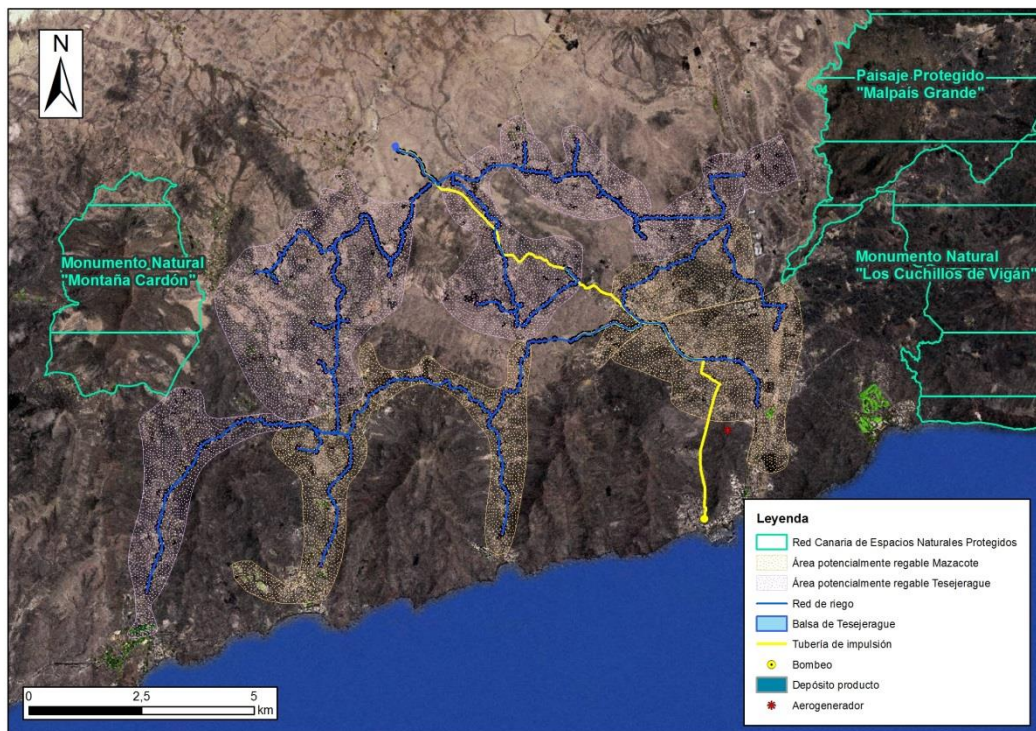 N
Paisaje Protegido
"Malpaís Grande"
Monumento Natural
"Montaña Cardón"
Monumento Natural
"Los Cuchillos de Vigán"
Leyenda
Red Canaria de Espacios Naturales Protegidos
Área potencialmente regable Mazacote
Área potencialmente regable Tesejerague
Red de riego
Balsa de Tesejerague
Tubería de impulsión
Bombeo
Depósito producto
Aerogenerador
0 2,5 5
km